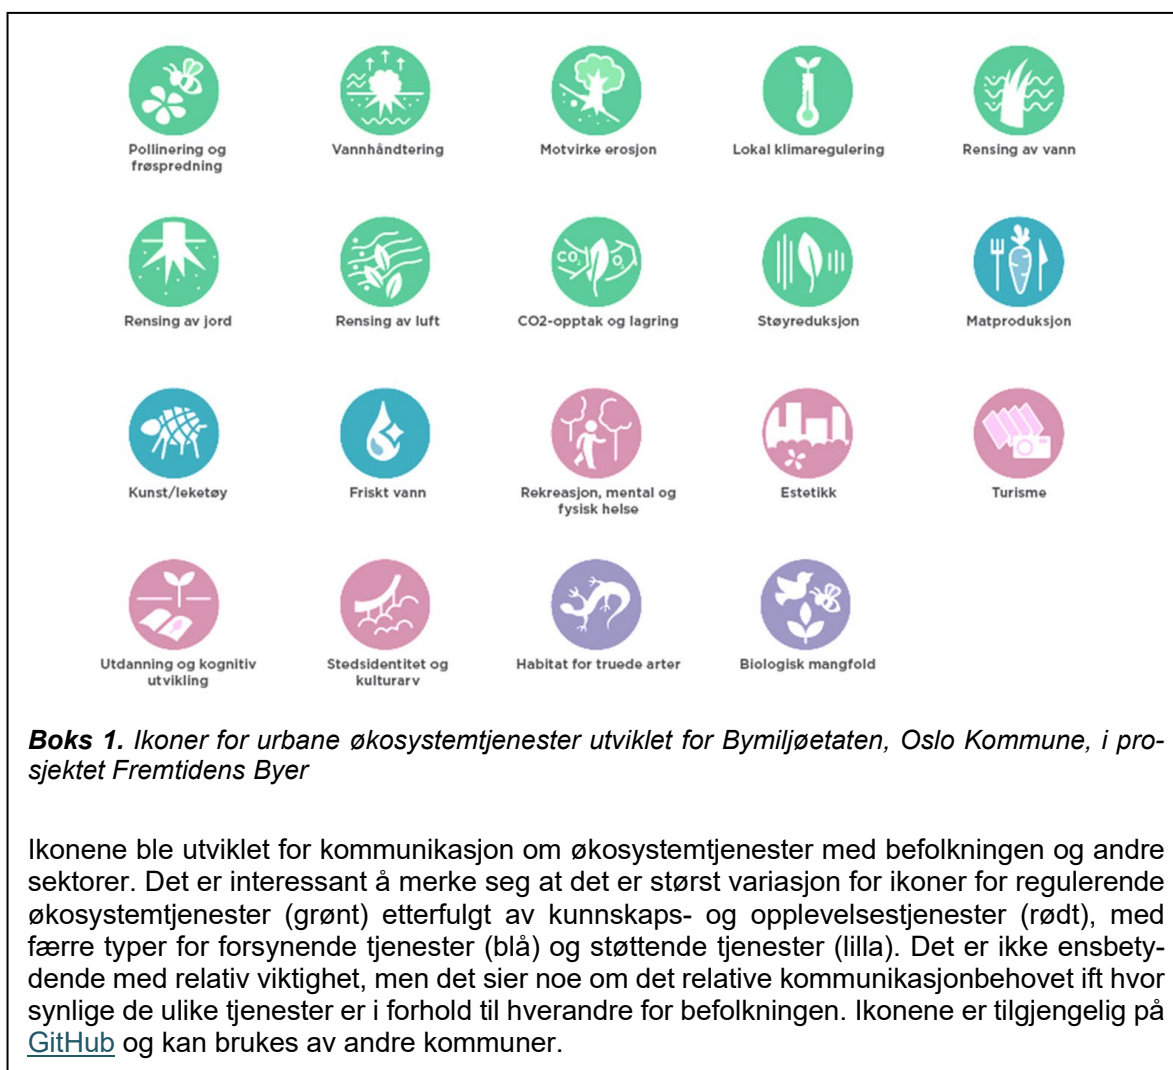 Pollinering og
frøspredning
Vannhåndtering
Motvirke erosjon
Lokal klimaregulering
Rensing av vann
Rensing av jord
Rensing av luft
CO₂
O₂
CO2-opptak og lagring
Støyreduksjon
Matproduksjon
Kunst/leketøy
Friskt vann
Rekreasjon, mental og
fysisk helse
Estetikk
Turisme
Utdanning og kognitiv
utvikling
Stedsidentitet og
kulturarv
Habitat for truede arter
Biologisk mangfold
Boks 1. Ikoner for urbane økosystemtjenester utviklet for Bymiljøetaten, Oslo Kommune, i pro-
sjektet Fremtidens Byer
Ikonene ble utviklet for kommunikasjon om økosystemtjenester med befolkningen og andre
sektorer. Det er interessant å merke seg at det er størst variasjon for ikoner for regulerende
økosystemtjenester (grønt) etterfulgt av kunnskaps- og opplevelsestjenester (rødt), med
færre typer for forsynende tjenester (blå) og støttende tjenester (lilla). Det er ikke ensbety-
dende med relativ viktighet, men det sier noe om det relative kommunikasjonbehovet ift hvor
synlige de ulike tjenester er i forhold til hverandre for befolkningen. Ikonene er tilgjengelig på
GitHub og kan brukes av andre kommuner.